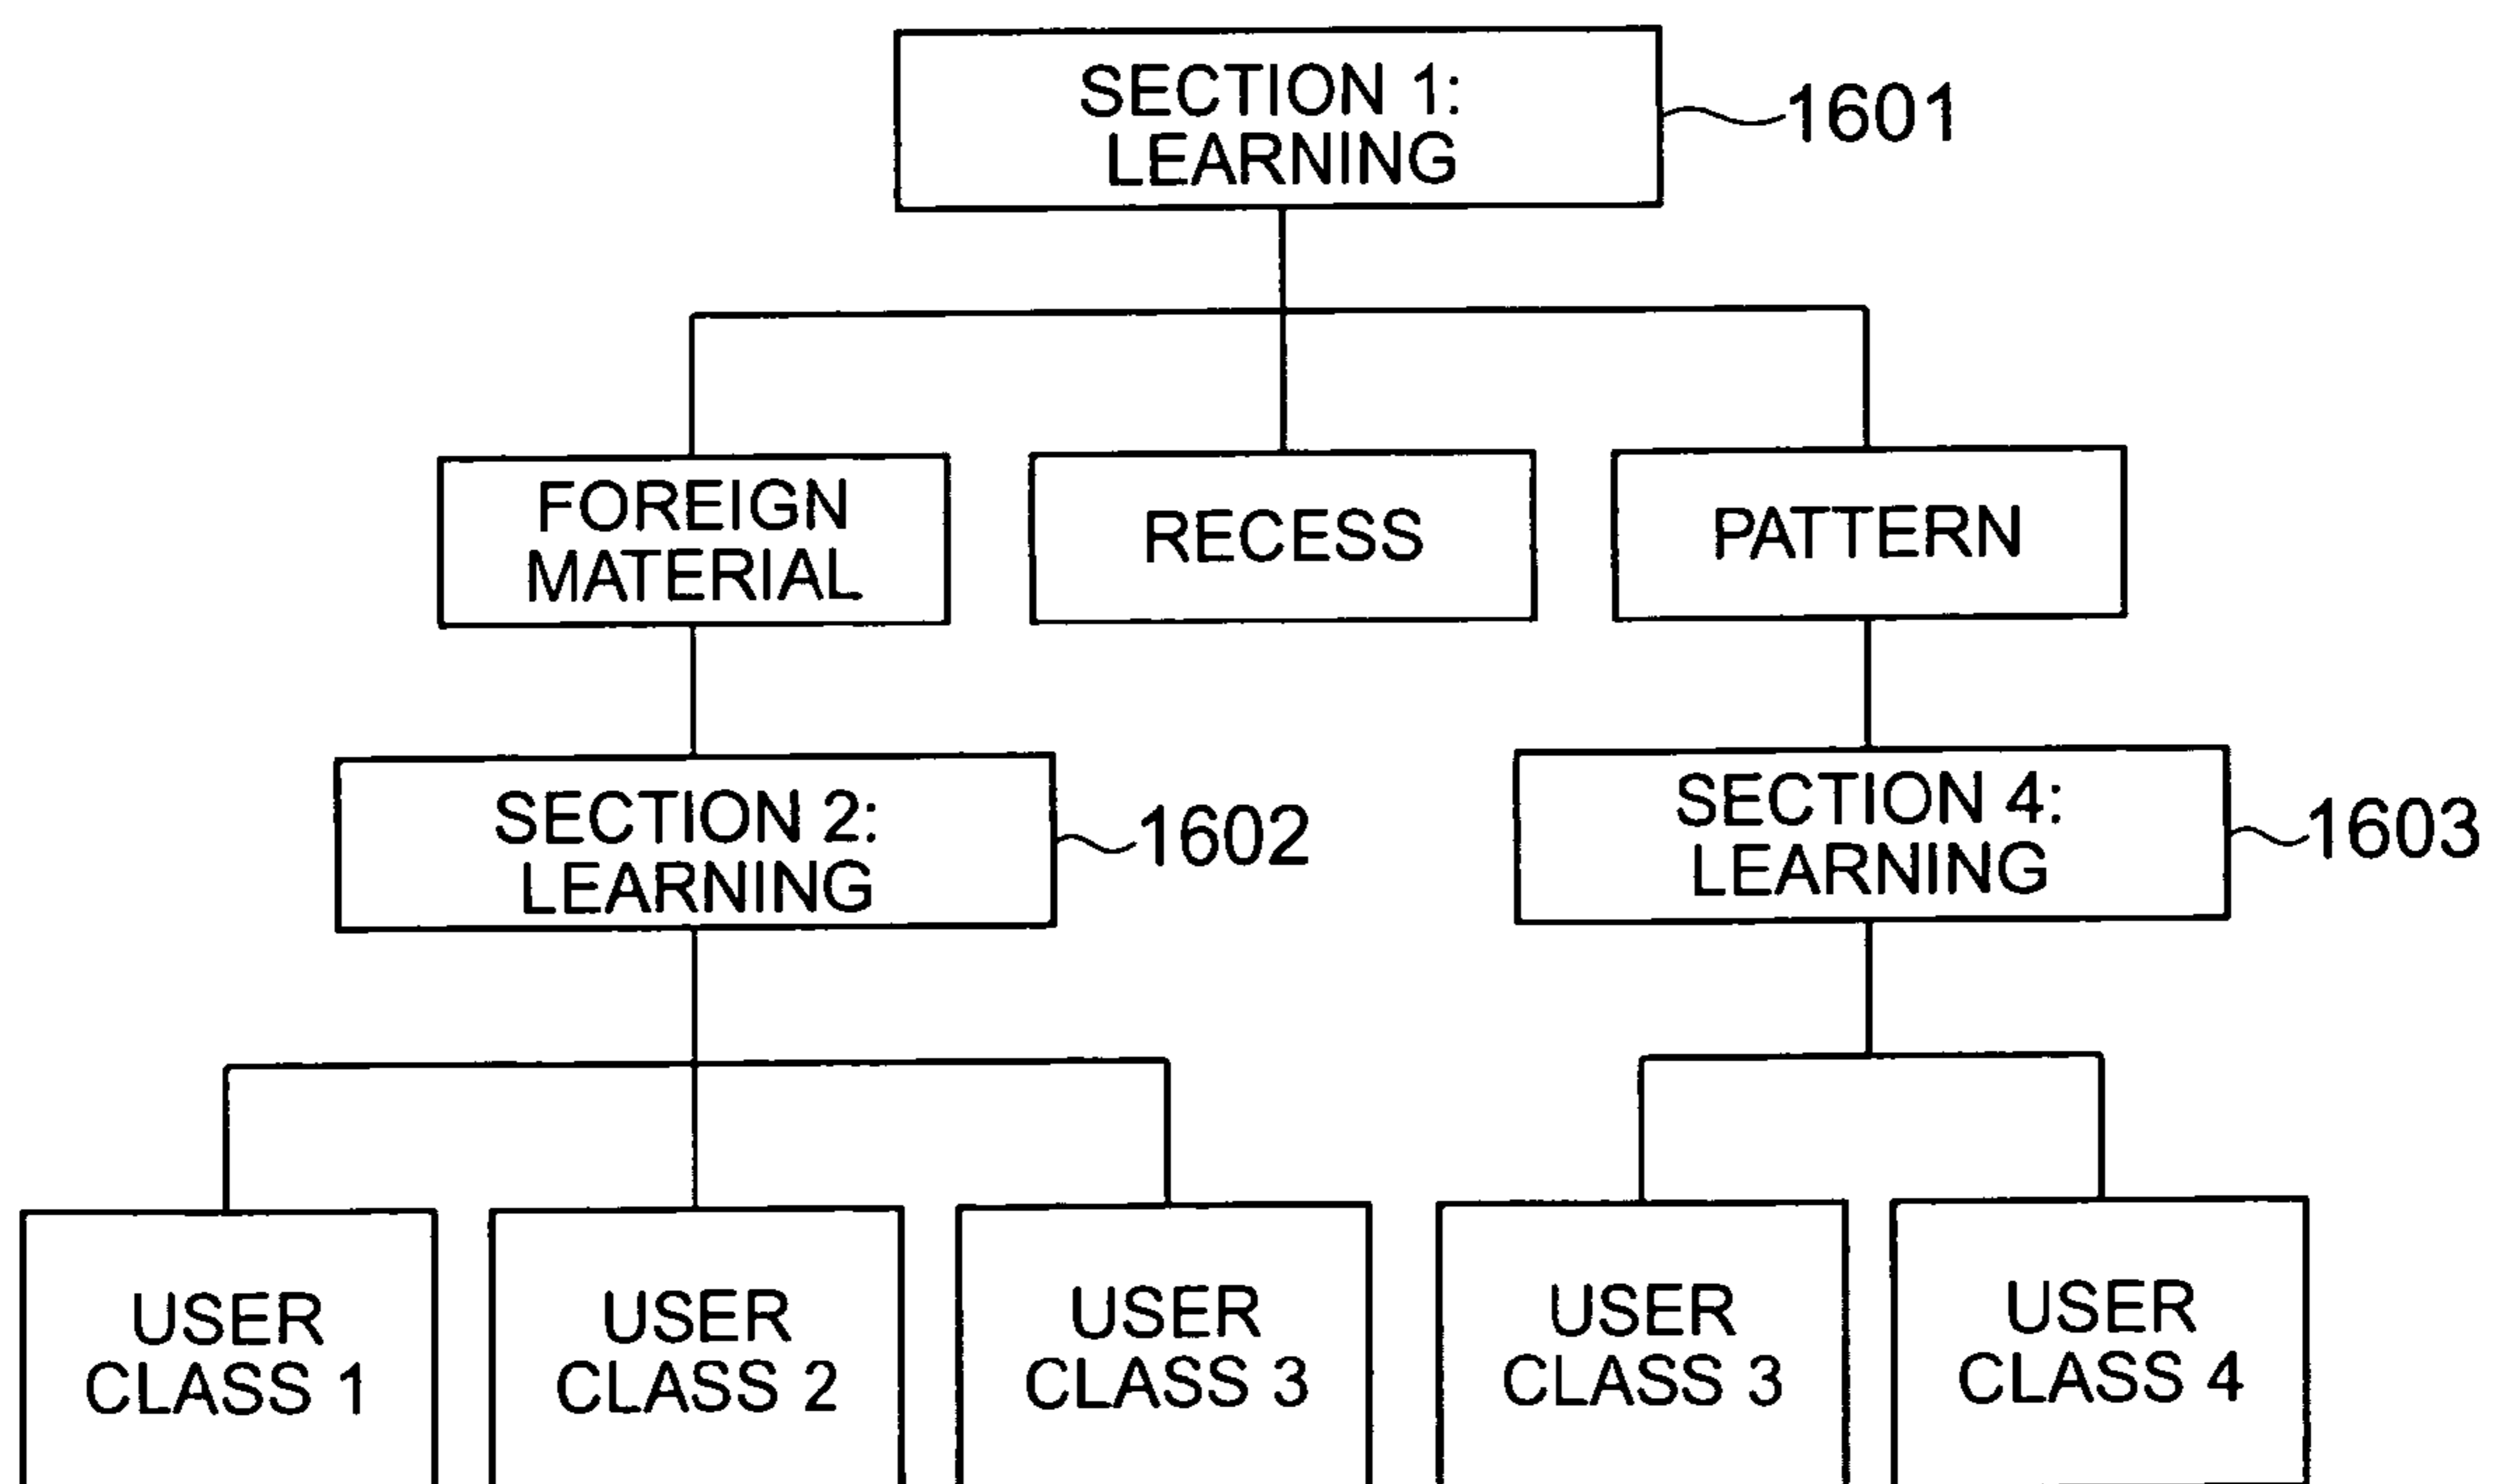 SECTION 1:
LEARNING
1601
FOREIGN
MATERIAL
RECESS
PATTERN
SECTION 2:
LEARNING
1602
SECTION 4:
LEARNING
1603
USER
CLASS 1
USER
CLASS 2
USER
CLASS 3
USER
CLASS 3
USER
CLASS 4